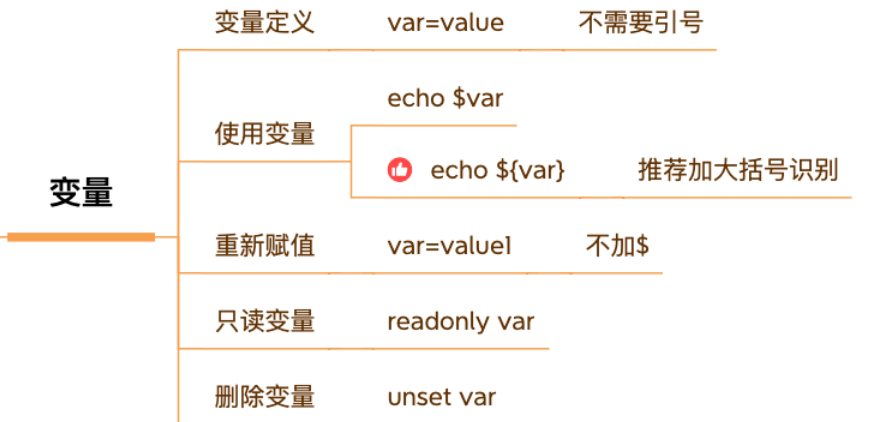 变量
变量定义 var=value 不需要引号
使用变量
echo $var
echo ${var} 推荐加大括号识别
重新赋值 var=value1 不加$
只读变量 readonly var
删除变量 unset var